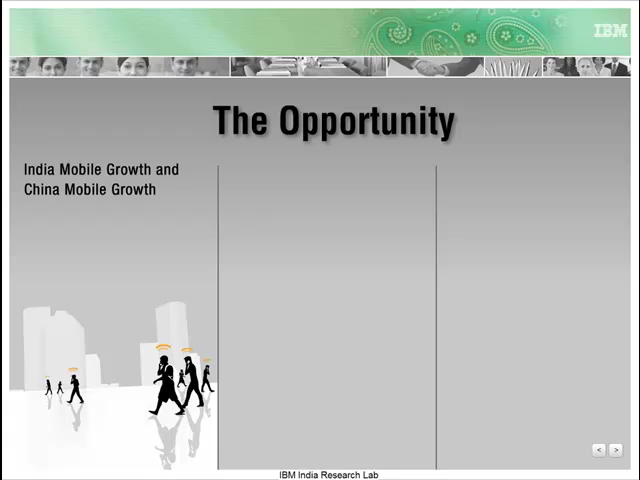 IBM
The Opportunity
India Mobile Growth and
China Mobile Growth
< >
IBM India Research Lab